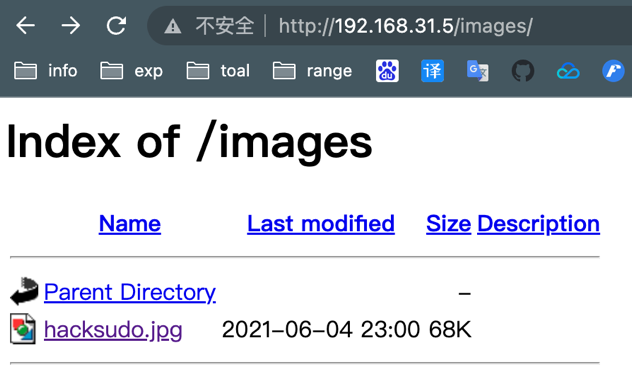 不安全 http://192.168.31.5/images/
info exp toal range du 译 G
Index of /images
Name Last modified Size Description
Parent Directory –
hacksudo.jpg 2021-06-04 23:00 68K